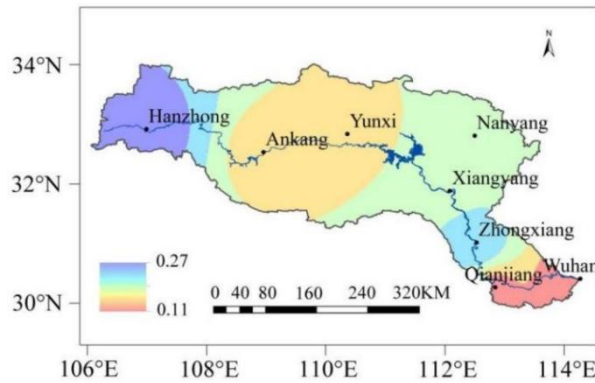 N
34°N
Hanzhong
Yunxi
Nanyang
Ankang
32°N
Xiangyang
Zhongxiang
0.27
Qianjiang
Wuhan
0.11
30°N
0 40 80 160 240 320KM
106°E 108°E 110°E 112°E 114°E